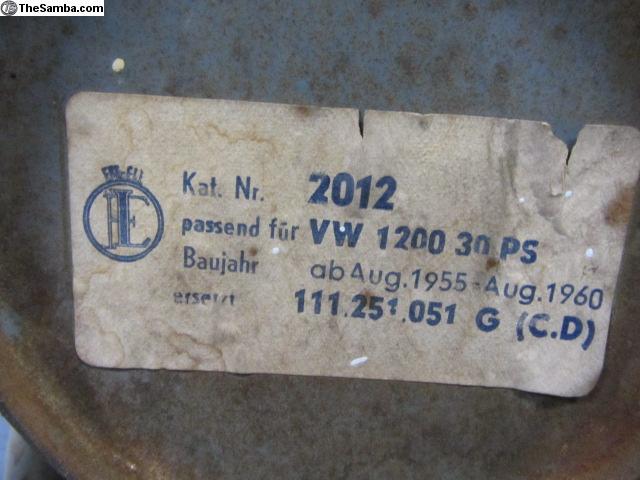 TheSamba.com
Kat. Nr. 2012
passend für VW 1200 30 PS
Baujahr ab Aug.1955-Aug.1960
ersetzt 111.251.051 G (C.D)